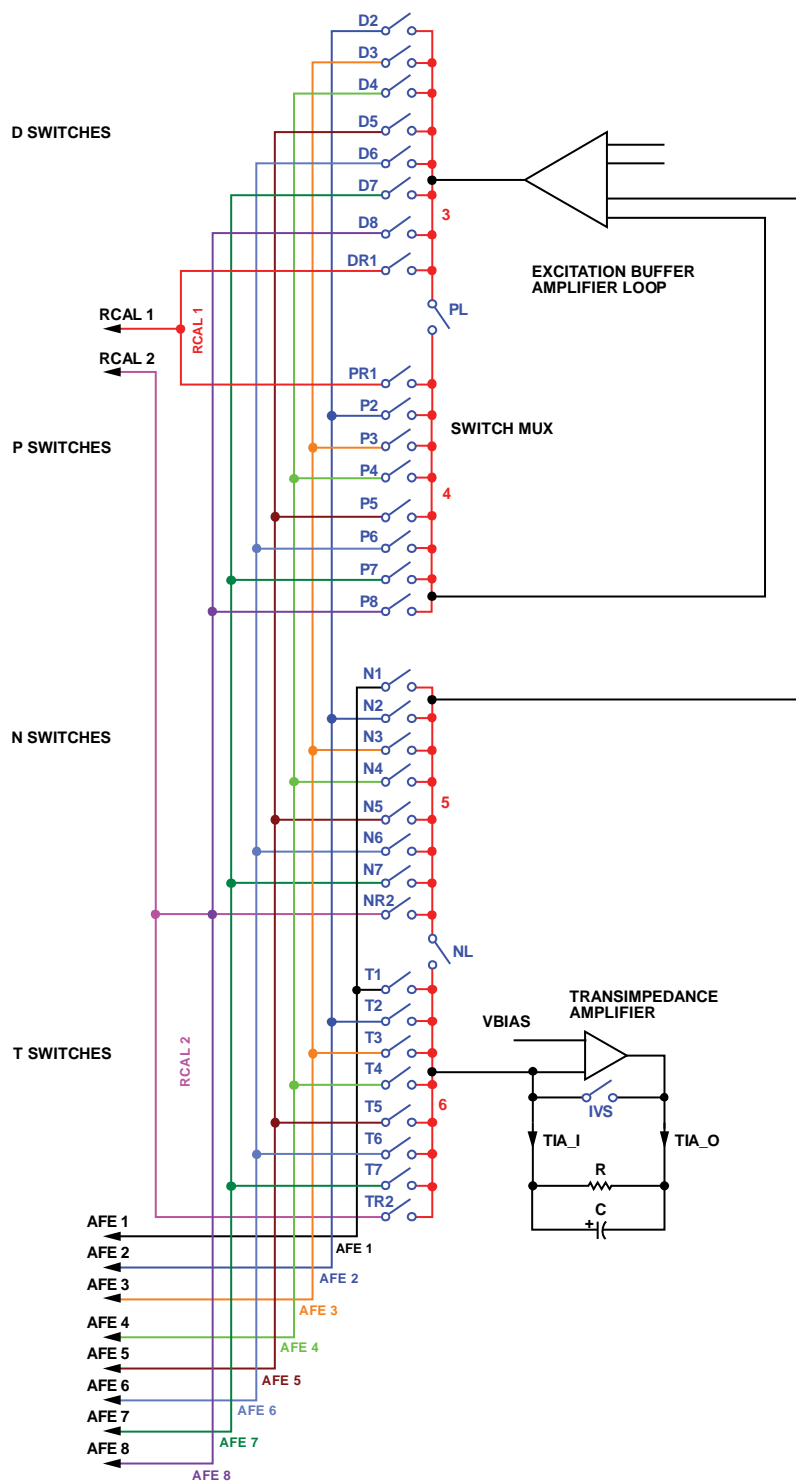 D2
D3
D4
D SWITCHES
D5
D6
D7
3
D8
DR1
EXCITATION BUFFER
AMPLIFIER LOOP
PL
RCAL 1
RCAL 1
RCAL 2
PR1
P2
SWITCH MUX
P3
P SWITCHES
P4
4
P5
P6
P7
P8
N1
N2
N SWITCHES
N3
N4
5
N5
N6
N7
NR2
NL
T1
TRANSIMPEDANCE
AMPLIFIER
T2
VBIAS
T3
T SWITCHES
RCAL 2
T4
6
IVS
T5
T6
TIA_I
TIA_O
T7
R
TR2
C
+
AFE 1
AFE 1
AFE 2
AFE 2
AFE 3
AFE 3
AFE 4
AFE 4
AFE 5
AFE 5
AFE 6
AFE 6
AFE 7
AFE 7
AFE 8
AFE 8